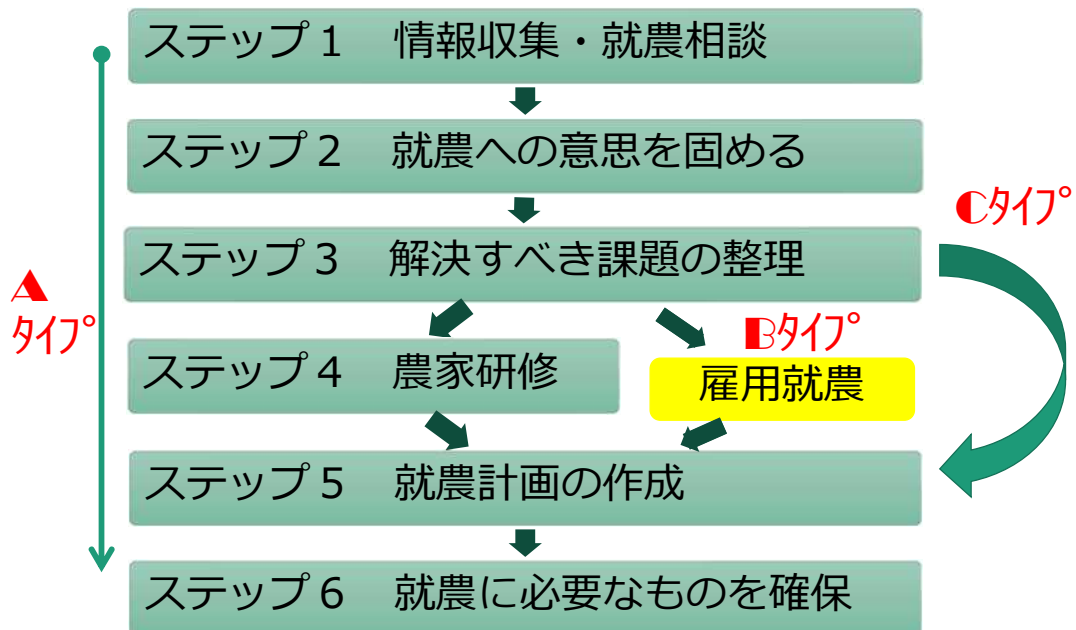 ステップ１　情報収集・就農相談
ステップ２　就農への意思を固める
Cﾀｲﾌﾟ
ステップ３　解決すべき課題の整理
A
ﾀｲﾌﾟ
Bﾀｲﾌﾟ
ステップ４　農家研修
雇用就農
ステップ５　就農計画の作成
ステップ６　就農に必要なものを確保